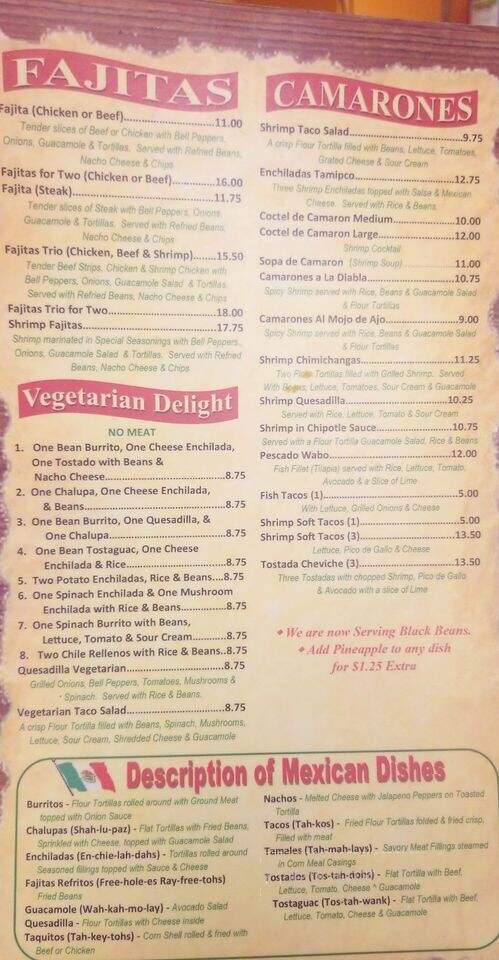 FAJITAS
Fajita (Chicken or Beef)..............................11.00
Tender slices of Beef or Chicken with Bell Peppers,
Onions, Guacamole & Tortillas. Served with Refried Beans,
Nacho Cheese & Chips
Fajitas for Two (Chicken or Beef)..............16.00
Fajita (Steak)..............................................11.75
Tender slices of Steak with Bell Peppers, Onions,
Guacamole & Tortillas. Served with Refried Beans,
Nacho Cheese & Chips
Fajitas Trio (Chicken, Beef & Shrimp)........15.50
Tender Beef Strips, Chicken & Shrimp Chicken with
Bell Peppers, Onions, Guacamole Salad & Tortillas.
Served with Refried Beans, Nacho Cheese & Chips
Fajitas Trio for Two...................................18.00
Shrimp Fajitas...........................................17.75
Shrimp marinated in Special Seasonings with Bell Peppers,
Onions, Guacamole Salad & Tortillas. Served with Refried
Beans, Nacho Cheese & Chips
Vegetarian Delight
NO MEAT
1. One Bean Burrito, One Cheese Enchilada,
One Tostado with Beans &
Nacho Cheese......................................8.75
2. One Chalupa, One Cheese Enchilada,
& Beans............................................8.75
3. One Bean Burrito, One Quesadilla, &
One Chalupa.....................................8.75
4. One Bean Tostaguac, One Cheese
Enchilada & Rice................................8.75
5. Two Potato Enchiladas, Rice & Beans....8.75
6. One Spinach Enchilada & One Mushroom
Enchilada with Rice & Beans................8.75
7. One Spinach Burrito with Beans,
Lettuce, Tomato & Sour Cream............8.75
8. Two Chile Rellenos with Rice & Beans..8.75
Quesadilla Vegetarian..............................8.75
Grilled Onions, Bell Peppers, Tomatoes, Mushrooms &
Spinach. Served with Rice & Beans.
Vegetarian Taco Salad..............................8.75
A crisp Flour Tortilla filled with Beans, Spinach, Mushrooms,
Lettuce, Sour Cream, Shredded Cheese & Guacamole
CAMARONES
Shrimp Taco Salad......................................9.75
A crisp Flour Tortilla filled with Beans, Lettuce, Tomatoes,
Grated Cheese & Sour Cream
Enchiladas Tamipco...................................12.75
Three Shrimp Enchiladas topped with Salsa & Mexican
Cheese. Served with Rice & Beans.
Coctel de Camaron Medium......................10.00
Coctel de Camaron Large..........................12.00
Shrimp Cocktail
Sopa de Camaron (Shrimp Soup)..................11.00
Camarones a La Diabla..............................10.75
Spicy Shrimp served with Rice, Beans & Guacamole Salad
& Flour Tortillas
Camarones Al Mojo de Ajo.........................9.00
Spicy Shrimp served with Rice, Beans & Guacamole Salad
& Flour Tortillas
Shrimp Chimichangas................................11.25
Two Flour Tortillas filled with Grilled Shrimp. Served
With Beans, Lettuce, Tomatoes, Sour Cream & Guacamole
Shrimp Quesadilla..............................10.25
Served with Rice, Lettuce, Tomato & Sour Cream
Shrimp in Chipotle Sauce..........................10.75
Served with a Flour Tortilla Guacamole Salad, Rice & Beans
Pescado Wabo..........................................12.00
Fish Fillet (Tilapia) served with Rice, Lettuce, Tomato,
Avocado & a Slice of Lime
Fish Tacos (1)..............................................5.00
With Lettuce, Grilled Onions & Cheese
Shrimp Soft Tacos (1)...................................5.00
Shrimp Soft Tacos (3).................................13.50
Lettuce, Pico de Gallo & Cheese
Tostada Cheviche (3).................................13.50
Three Tostadas with chopped Shrimp, Pico de Gallo
& Avocado with a slice of Lime
◆ We are now Serving Black Beans.
◆ Add Pineapple to any dish
for $1.25 Extra
Description of Mexican Dishes
Burritos - Flour Tortillas rolled around with Ground Meat
topped with Onion Sauce
Chalupas (Shah-lu-paz) - Flat Tortillas with Fried Beans,
Sprinkled with Cheese, topped with Guacamole Salad
Enchiladas (En-chie-lah-dahs) - Tortillas rolled around
Seasoned fillings topped with Sauce & Cheese
Fajitas Refritos (Free-hole-es Ray-free-tohs)
Fried Beans
Guacamole (Wah-kah-mo-lay) - Avocado Salad
Quesadilla - Flour Tortillas with Cheese inside
Taquitos (Tah-key-tohs) - Corn Shell rolled & fried with
Beef or Chicken
Nachos - Melted Cheese with Jalapeno Peppers on Toasted
Tortilla
Tacos (Tah-kos) - Fried Flour Tortillas folded & fried crisp,
Filled with meat
Tamales (Tah-mah-lays) - Savory Meat Fillings steamed
in Corn Meal Casings
Tostados (Tos-tah-dohs) - Flat Tortilla with Beef,
Lettuce, Tomato, Cheese ^ Guacamole
Tostaguac (Tos-tah-wank) - Flat Tortilla with Beef,
Lettuce, Tomato, Cheese & Guacamole